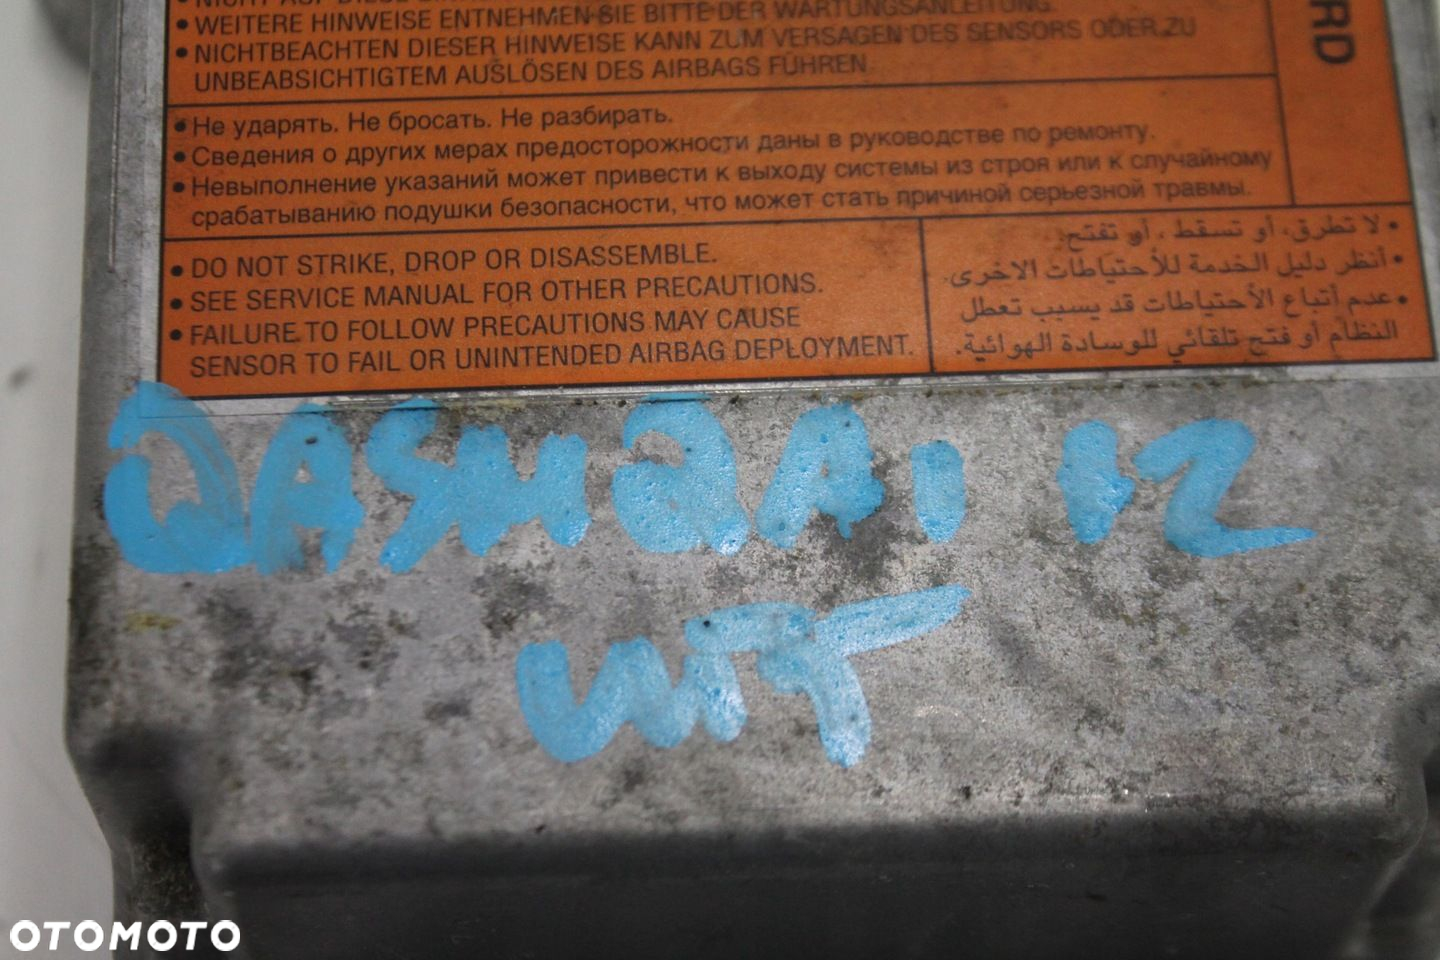 • WEITERE HINWEISE ENTNEHMEN SIE BITTE DER WARTUNGSANLEITUNG.
• NICHTBEACHTEN DIESER HINWEISE KANN ZUM VERSAGEN DES SENSORS ODER ZU
UNBEABSICHTIGTEM AUSLÖSEN DES AIRBAGS FÜHREN
• Не ударять. Не бросать. Не разбирать.
• Сведения о других мерах предосторожности даны в руководстве по ремонту.
• Невыполнение указаний может привести к выходу системы из строя или к случайному
срабатыванию подушки безопасности, что может стать причиной серьезной травмы.
• DO NOT STRIKE, DROP OR DISASSEMBLE.
• SEE SERVICE MANUAL FOR OTHER PRECAUTIONS.
• FAILURE TO FOLLOW PRECAUTIONS MAY CAUSE
SENSOR TO FAIL OR UNINTENDED AIRBAG DEPLOYMENT.
• لا تطرق، أو تسقط ، أو تفتح.
• أنظر دليل الخدمة للأحتياطات الاخرى.
• عدم أتباع الأحتياطات قد يسبب تعطل
النظام أو فتح تلقائي للوسادة الهوائية.
RD
QASHQAI 12
OTOMOTO